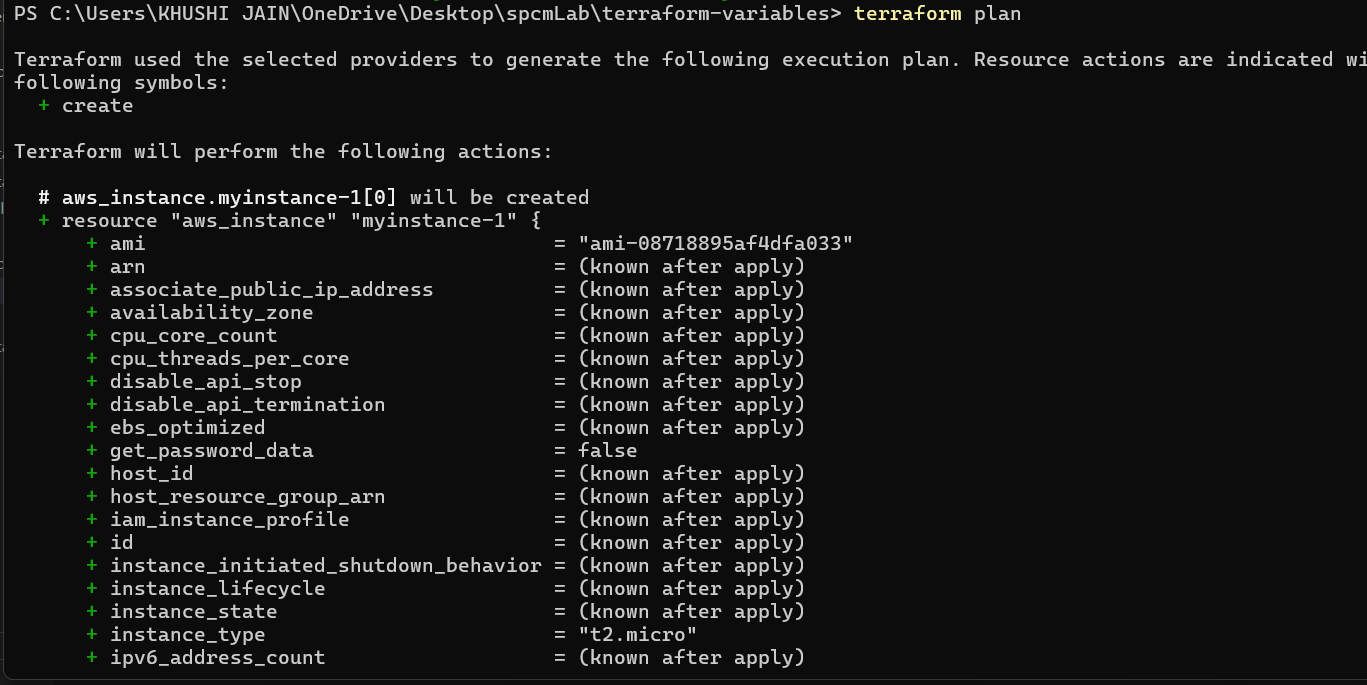 PS C:\Users\KHUSHI JAIN\OneDrive\Desktop\spcmLab\terraform-variables> terraform plan
Terraform used the selected providers to generate the following execution plan. Resource actions are indicated wi
following symbols:
+ create
Terraform will perform the following actions:
# aws_instance.myinstance-1[0] will be created
+ resource "aws_instance" "myinstance-1" {
+ ami = "ami-08718895af4dfa033"
+ arn = (known after apply)
+ associate_public_ip_address = (known after apply)
+ availability_zone = (known after apply)
+ cpu_core_count = (known after apply)
+ cpu_threads_per_core = (known after apply)
+ disable_api_stop = (known after apply)
+ disable_api_termination = (known after apply)
+ ebs_optimized = (known after apply)
+ get_password_data = false
+ host_id = (known after apply)
+ host_resource_group_arn = (known after apply)
+ iam_instance_profile = (known after apply)
+ id = (known after apply)
+ instance_initiated_shutdown_behavior = (known after apply)
+ instance_lifecycle = (known after apply)
+ instance_state = (known after apply)
+ instance_type = "t2.micro"
+ ipv6_address_count = (known after apply)